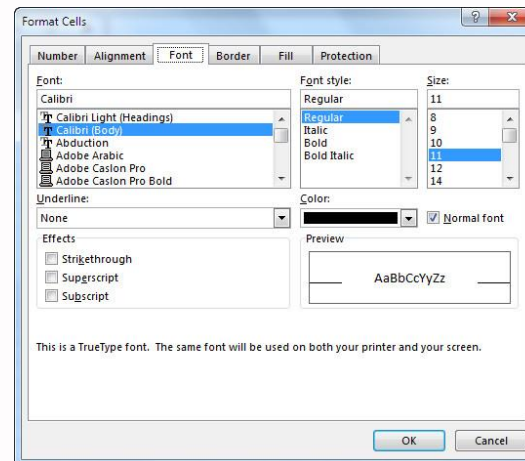 Format Cells
Number Alignment Font Border Fill Protection
Font: Font style: Size:
Calibri Regular 11
Calibri Light (Headings) Regular 8
Calibri (Body) Italic 9
Abduction Bold 10
Adobe Arabic Bold Italic 11
Adobe Caslon Pro 12
Adobe Caslon Pro Bold 14
Underline: Color:
None Normal font
Effects Preview
Strikethrough
Superscript AaBbCcYyZz
Subscript
This is a TrueType font. The same font will be used on both your printer and your screen.
OK Cancel